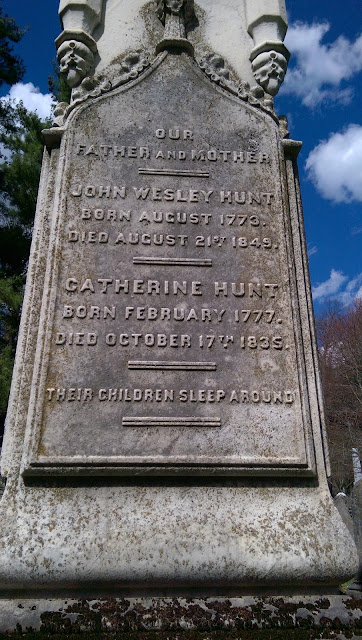 OUR
FATHER AND MOTHER
JOHN WESLEY HUNT
BORN AUGUST 1773.
DIED AUGUST 21ST 1849.
CATHERINE HUNT
BORN FEBRUARY 1777.
DIED OCTOBER 17TH 1835.
THEIR CHILDREN SLEEP AROUND